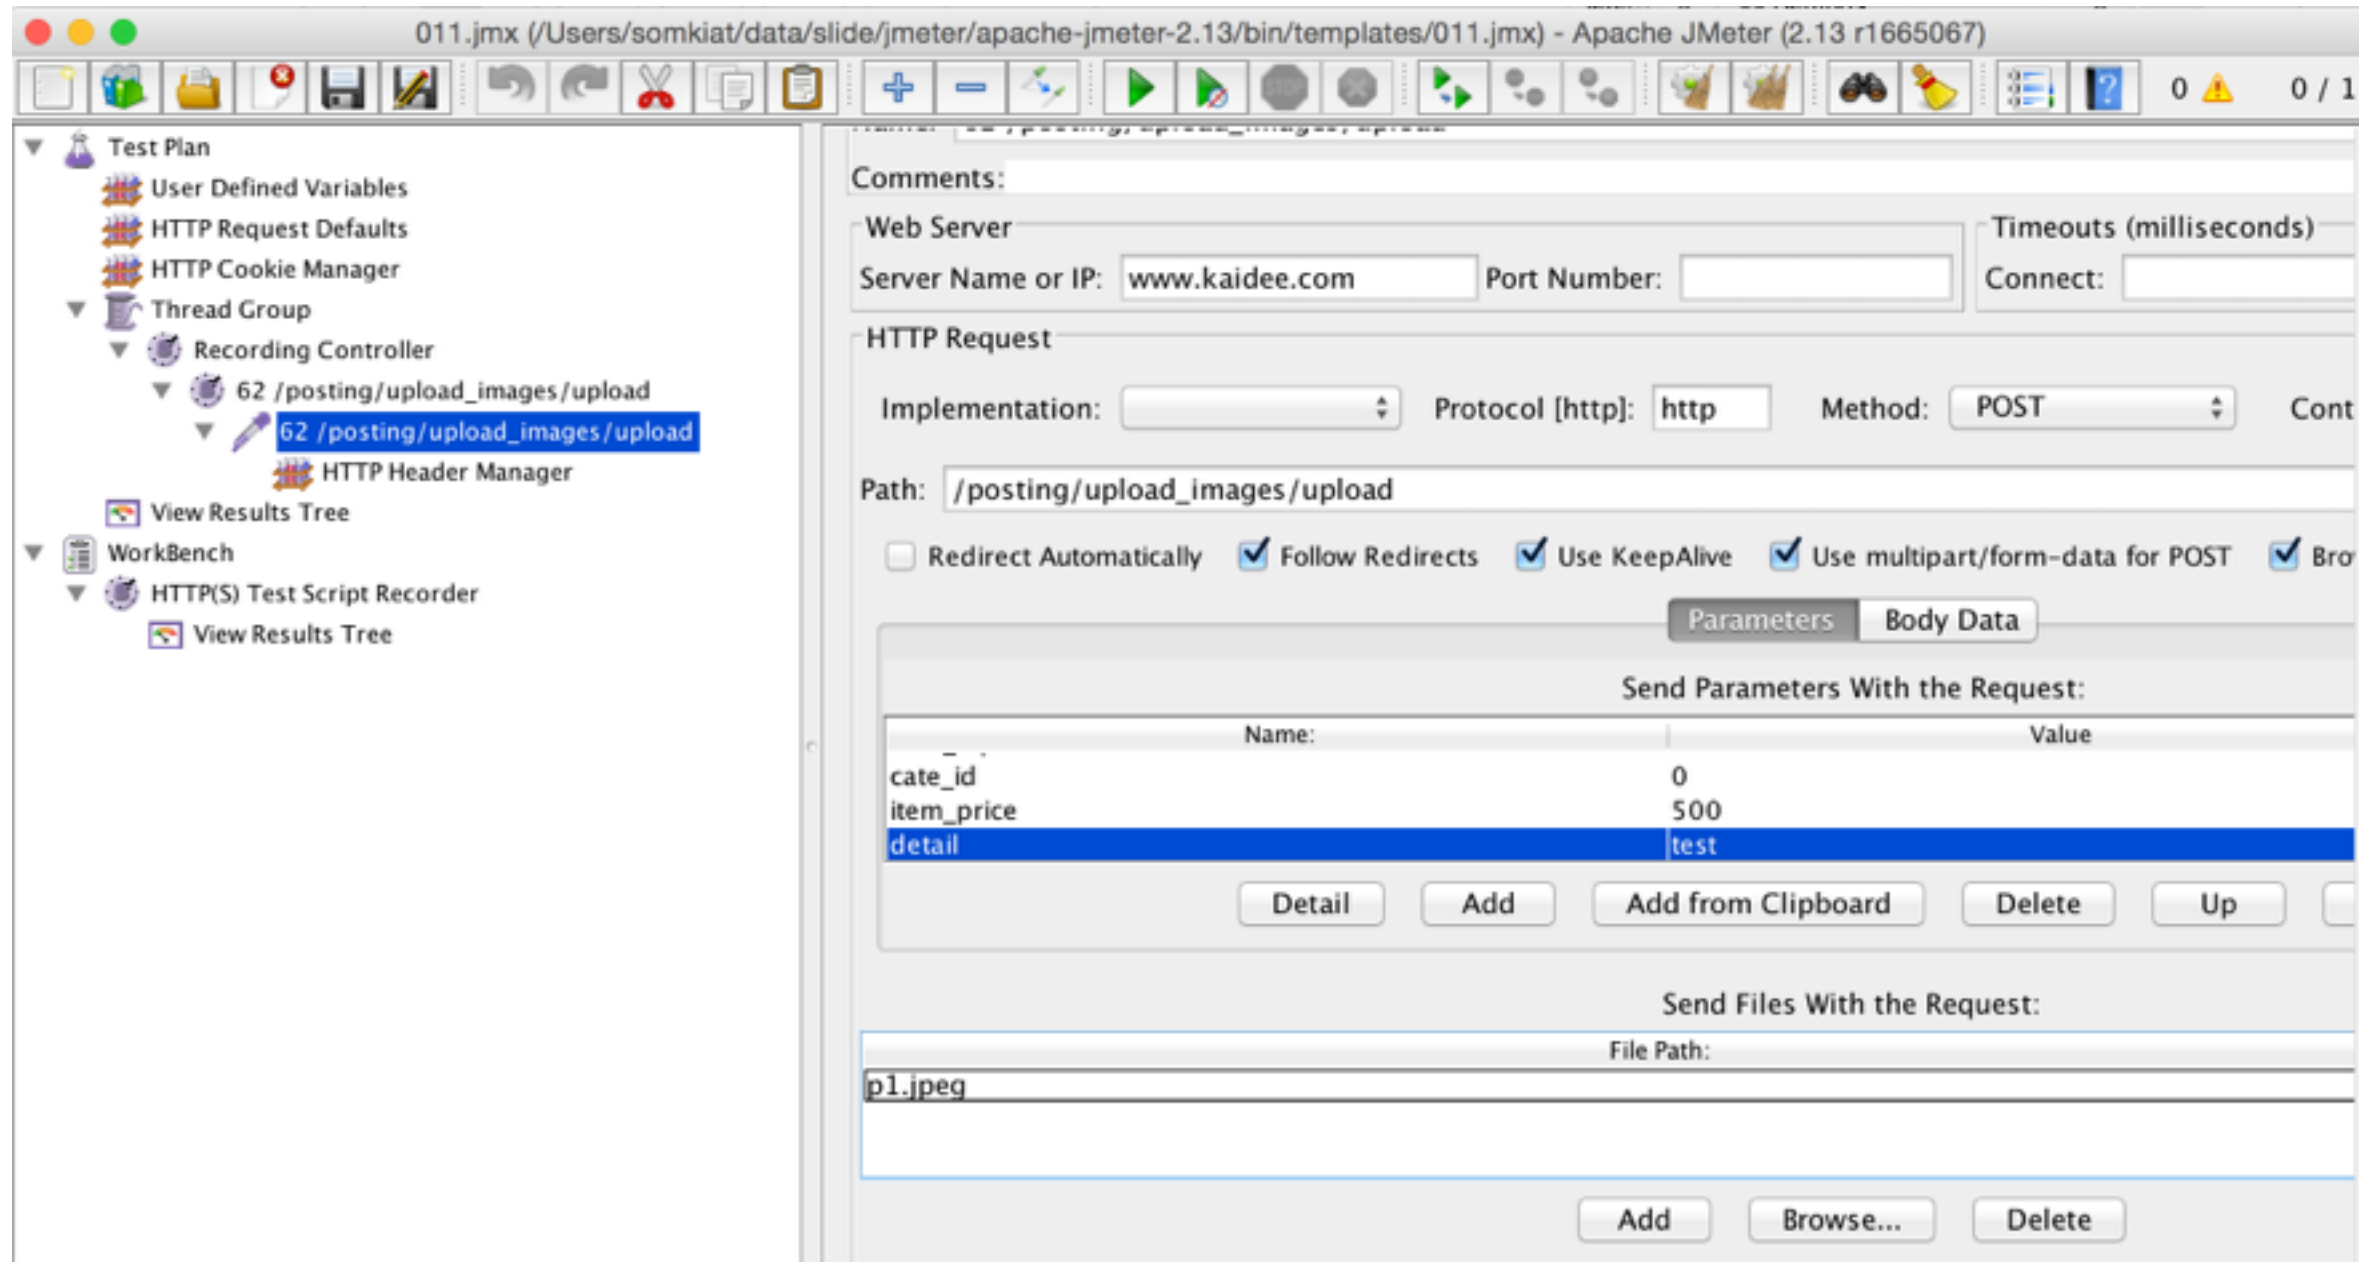 011.jmx (/Users/somkiat/data/slide/jmeter/apache-jmeter-2.13/bin/templates/011.jmx) - Apache JMeter (2.13 r1665067)
STOP
0
0 / 1
Test Plan
User Defined Variables
HTTP Request Defaults
HTTP Cookie Manager
Thread Group
Recording Controller
62 /posting/upload_images/upload
62 /posting/upload_images/upload
HTTP Header Manager
View Results Tree
WorkBench
HTTP(S) Test Script Recorder
View Results Tree
Comments:
Web Server
Timeouts (milliseconds)
Server Name or IP: www.kaidee.com Port Number:
Connect:
HTTP Request
Implementation: Protocol [http]: http Method: POST Cont
Path: /posting/upload_images/upload
Redirect Automatically Follow Redirects Use KeepAlive Use multipart/form-data for POST Bro
Parameters Body Data
Send Parameters With the Request:
Name: Value
cate_id 0
item_price 500
detail test
Detail Add Add from Clipboard Delete Up
Send Files With the Request:
File Path:
p1.jpeg
Add Browse... Delete